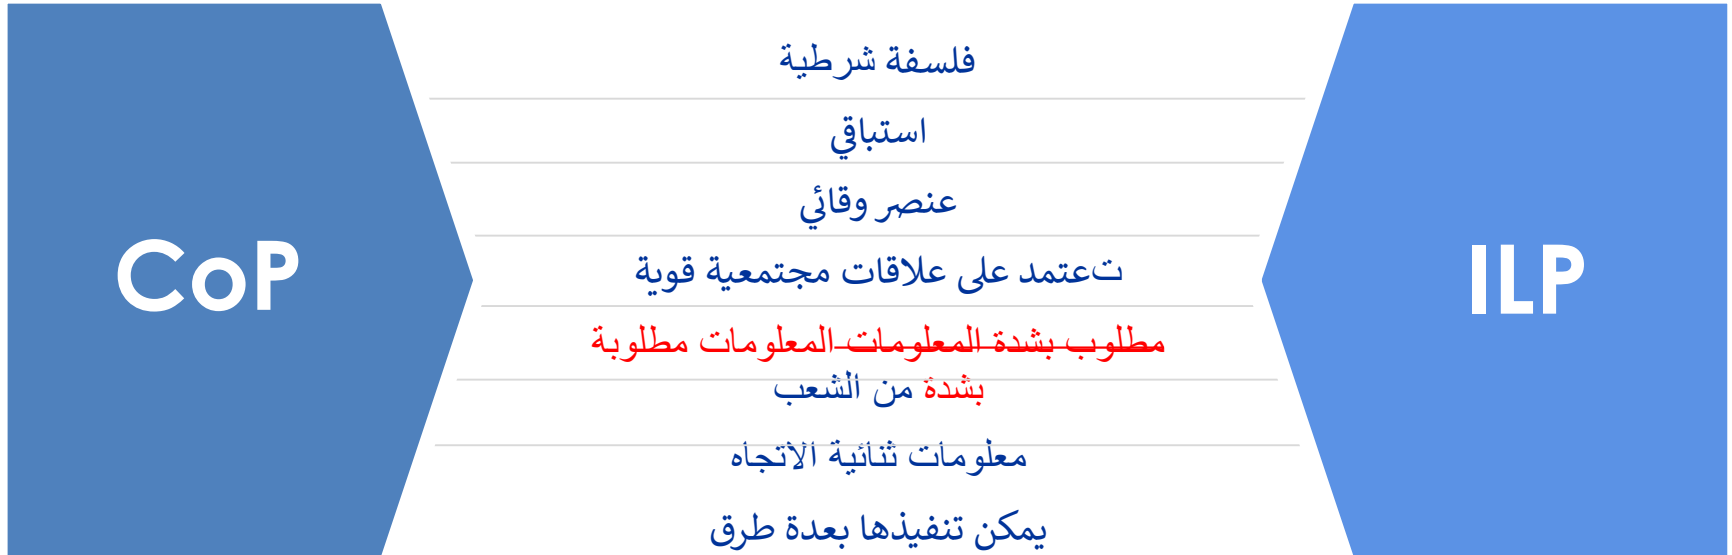 CoP
فلسفة شرطية
استباقي
عنصر وقائي
تعتمد على علاقات مجتمعية قوية
مطلوب بشدة المعلومات المعلومات مطلوبة
بشدة من الشعب
معلومات ثنائية الاتجاه
يمكن تنفيذها بعدة طرق
ILP